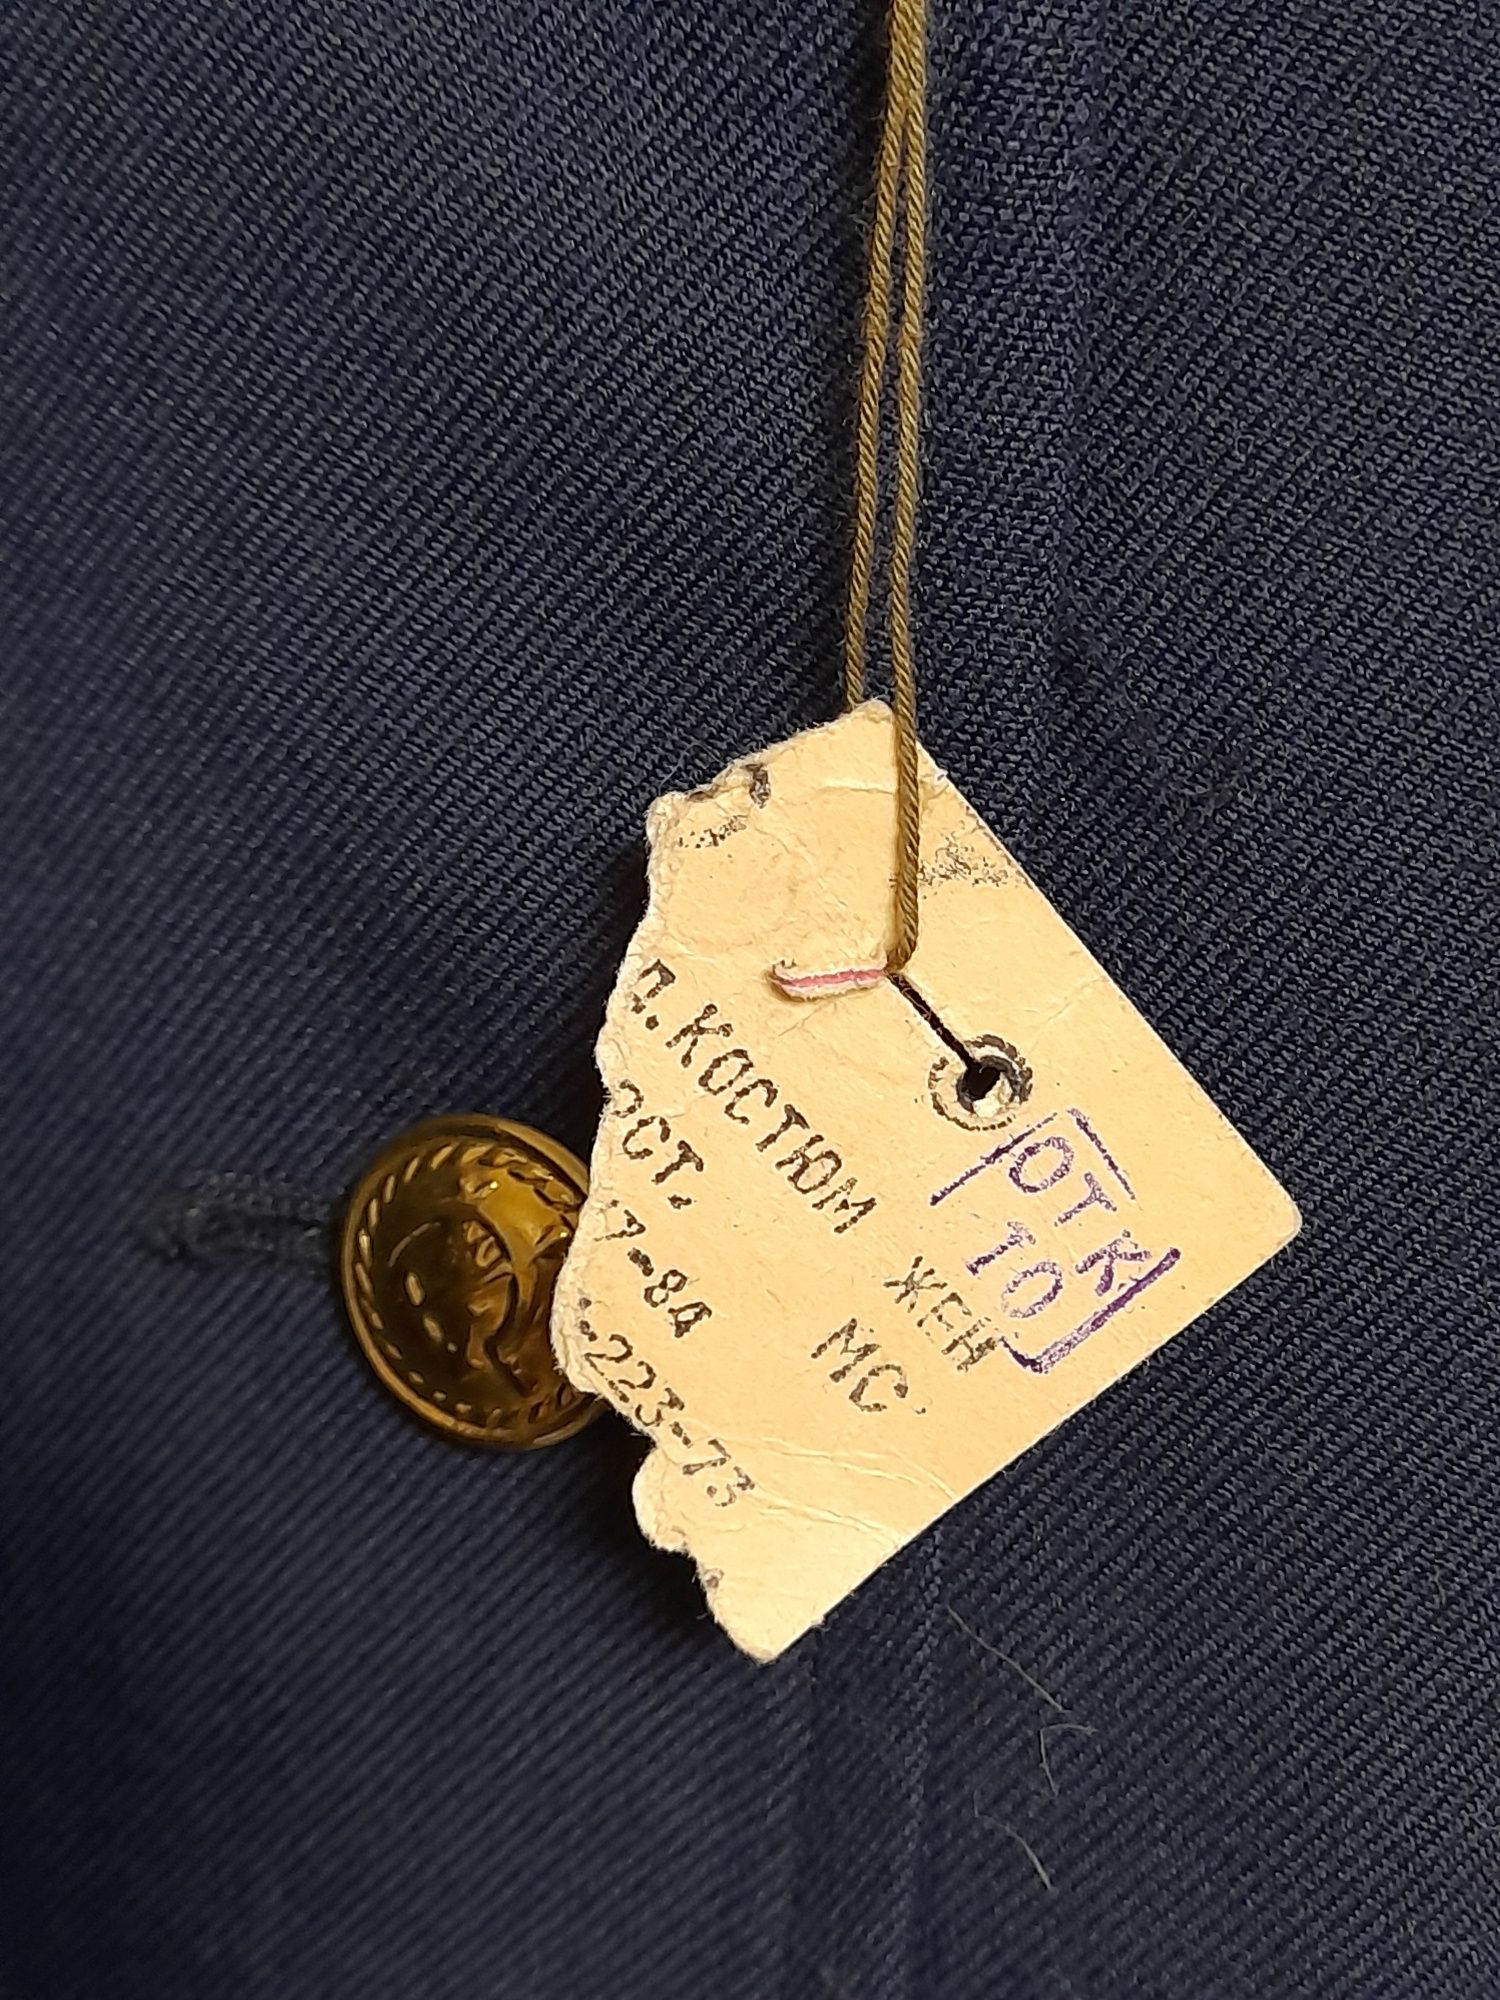 Д.КОСТЮМ ЖЕН
ОСТ. МС
17-84
-223-73
ОТК
10